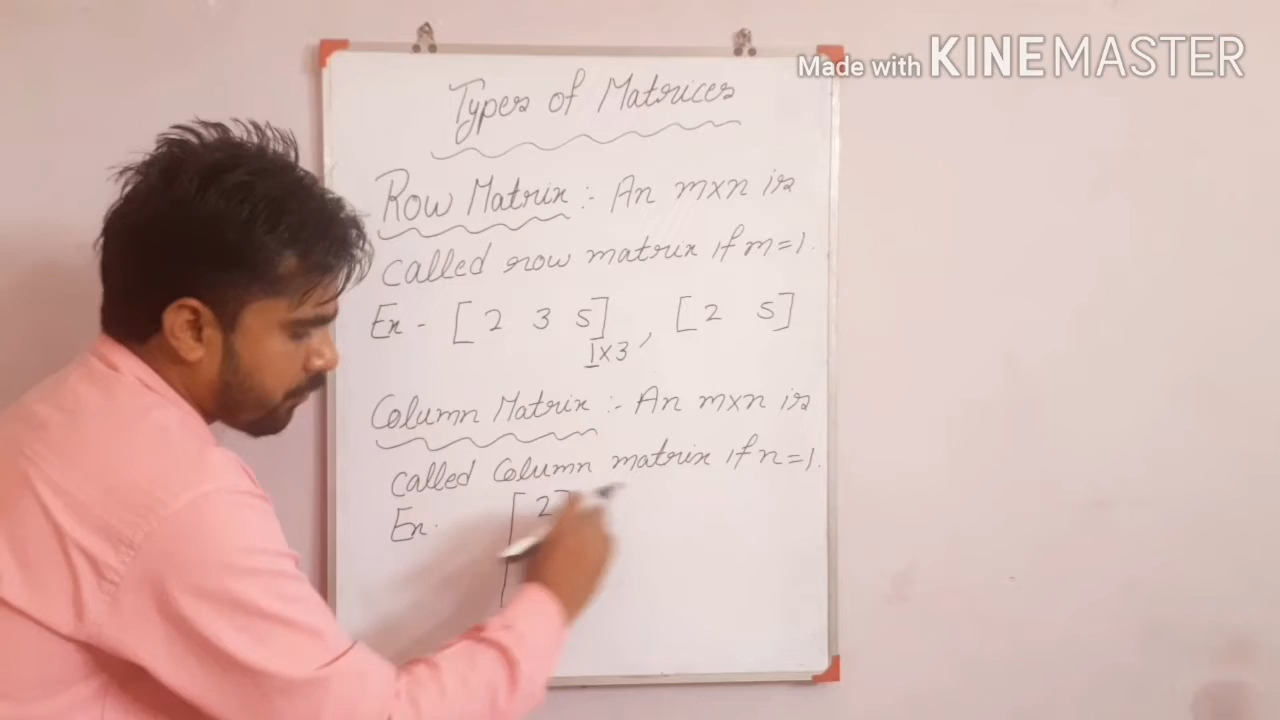 Made with KINEMASTER
Types of Matrices
Row Matrix :- An m×n is
called row matrix if m=1.
Ex - [ 2 3 5]1×3 , [ 2 5 ]
Column Matrix :- An m×n is
called Column matrix if n=1.
Ex. [ 2 ]